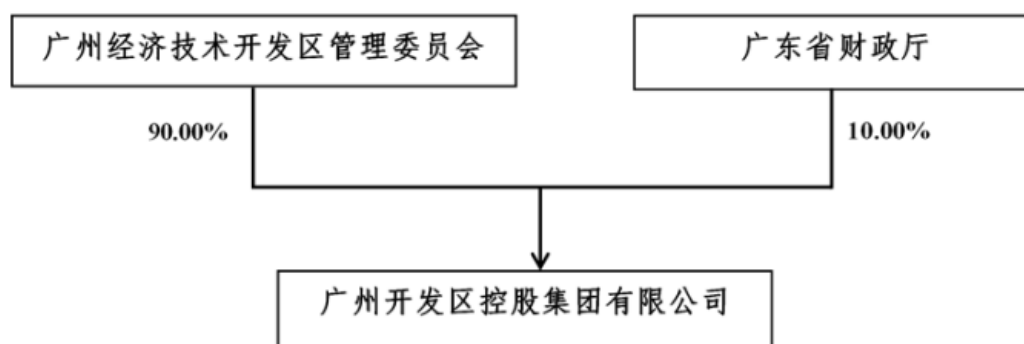 广州经济技术开发区管理委员会
广东省财政厅
90.00%
10.00%
广州开发区控股集团有限公司